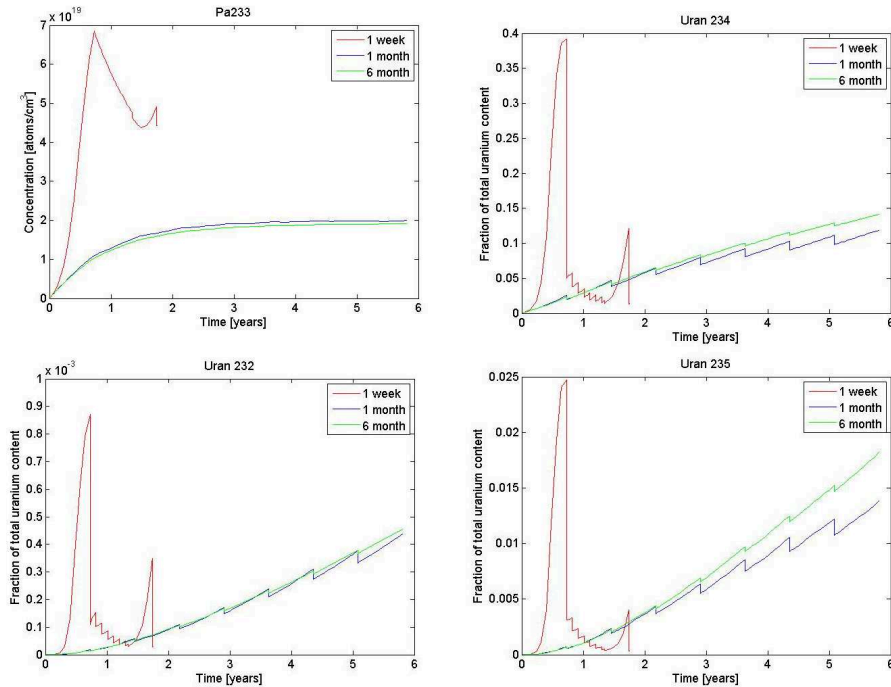 Pa233
x 10^19
7
6
5
4
3
2
1
0
Concentration [atoms/cm³]
0 1 2 3 4 5 6
Time [years]
1 week
1 month
6 month
Uran 234
0.4
0.35
0.3
0.25
0.2
0.15
0.1
0.05
0
Fraction of total uranium content
0 1 2 3 4 5 6
Time [years]
1 week
1 month
6 month
Uran 232
x 10^-3
1
0.9
0.8
0.7
0.6
0.5
0.4
0.3
0.2
0.1
0
Fraction of total uranium content
0 1 2 3 4 5 6
Time [years]
1 week
1 month
6 month
Uran 235
0.025
0.02
0.015
0.01
0.005
0
Fraction of total uranium content
0 1 2 3 4 5 6
Time [years]
1 week
1 month
6 month